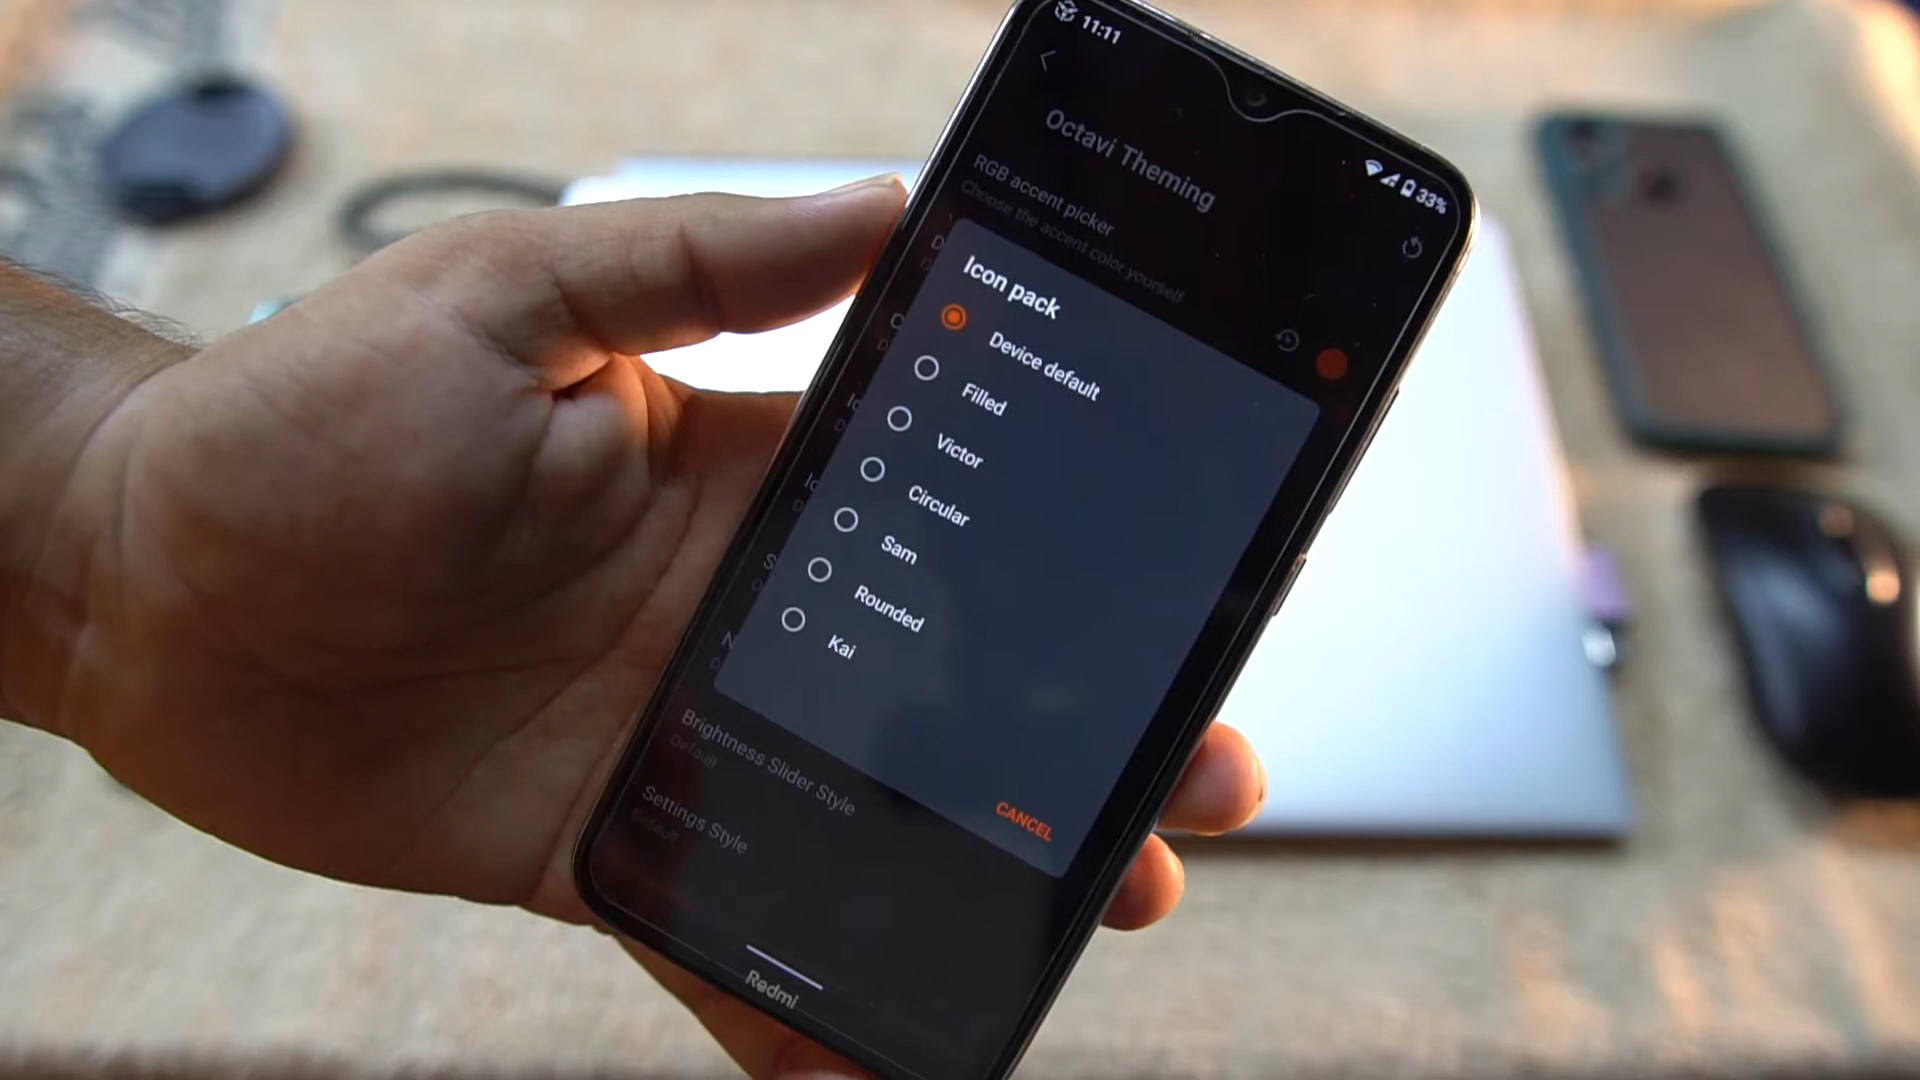 11:11
33%
Octavi Theming
RGB accent picker
Choose the accent color yourself
Icon pack
Device default
Filled
Victor
Circular
Sam
Rounded
Kai
CANCEL
Brightness Slider Style
Default
Settings Style
Default
Redmi